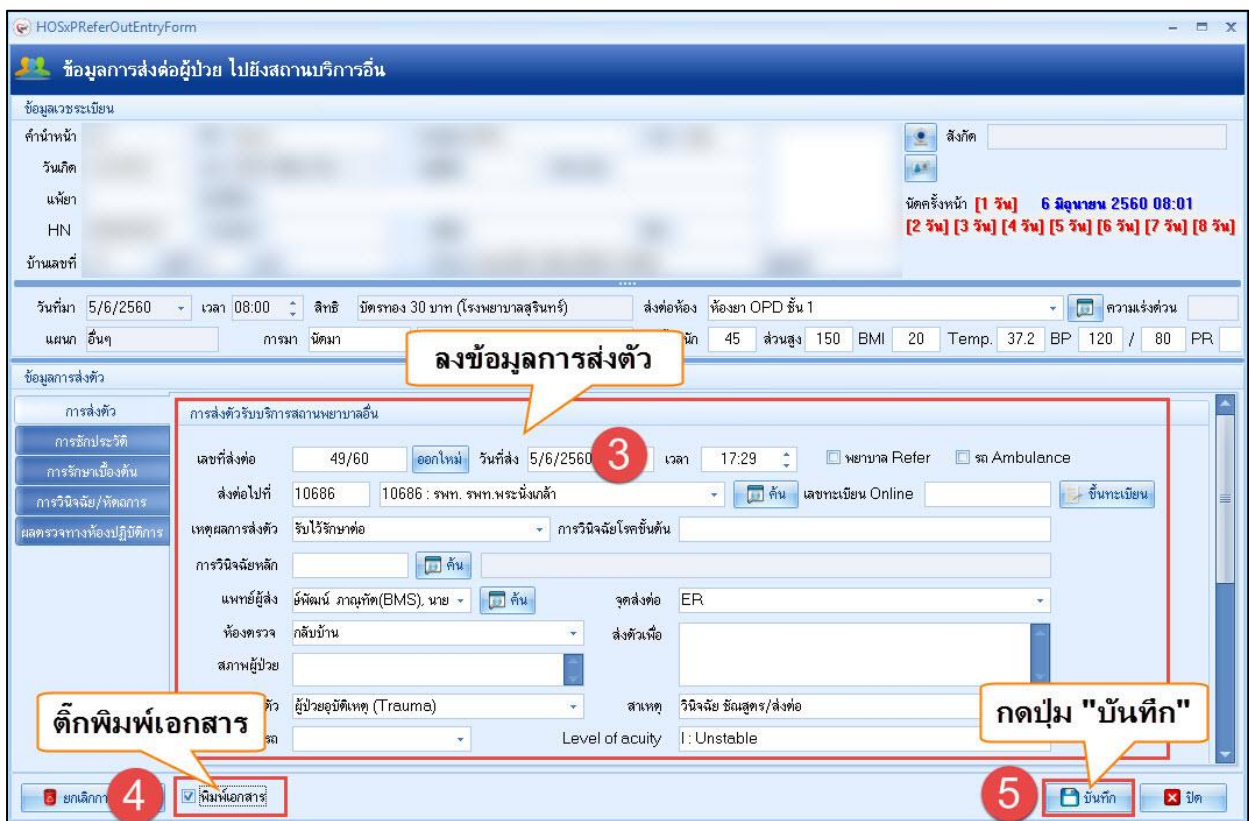 HOSxPReferOutEntryForm
ข้อมูลการส่งต่อผู้ป่วย ไปยังสถานบริการอื่น
ข้อมูลเวชระเบียน
คำนำหน้า สังกัด
วันเกิด
แพ้ยา นัดครั้งหน้า [1 วัน] 6 มิถุนายน 2560 08:01
HN [2 วัน] [3 วัน] [4 วัน] [5 วัน] [6 วัน] [7 วัน] [8 วัน]
บ้านเลขที่
วันที่มา 5/6/2560 เวลา 08:00 สิทธิ บัตรทอง 30 บาท (โรงพยาบาลสุรินทร์) ส่งต่อห้อง ห้องยา OPD ชั้น 1 ความเร่งด่วน
แผนก อื่นๆ การมา นัดมา นัก 45 ส่วนสูง 150 BMI 20 Temp. 37.2 BP 120 / 80 PR
ลงข้อมูลการส่งตัว
ข้อมูลการส่งตัว
การส่งตัว การส่งตัวรับบริการสถานพยาบาลอื่น
การซักประวัติ
การรักษาเบื้องต้น
การวินิจฉัย/หัตถการ
ผลตรวจทางห้องปฏิบัติการ
เลขที่ส่งต่อ 49/60 ออกใหม่ วันที่ส่ง 5/6/2560 3 เวลา 17:29 พยาบาล Refer รถ Ambulance
ส่งต่อไปที่ 10686 10686 : รพท. รพท.พระนั่งเกล้า ค้น เลขทะเบียน Online ขึ้นทะเบียน
เหตุผลการส่งตัว รับไว้รักษาต่อ การวินิจฉัยโรคขั้นต้น
การวินิจฉัยหลัก ค้น
แพทย์ผู้ส่ง ษ์พัฒน์ ภาณุทัต(BMS), นาย ค้น จุดส่งต่อ ER
ห้องตรวจ กลับบ้าน ส่งตัวเพื่อ
สภาพผู้ป่วย
ตัว ผู้ป่วยอุบัติเหตุ (Trauma) สาเหตุ วินิจฉัย ชันสูตร/ส่งต่อ
รถ Level of acuity I : Unstable
ติ๊กพิมพ์เอกสาร
กดปุ่ม "บันทึก"
ยกเลิกกา 4 พิมพ์เอกสาร 5 บันทึก ปิด